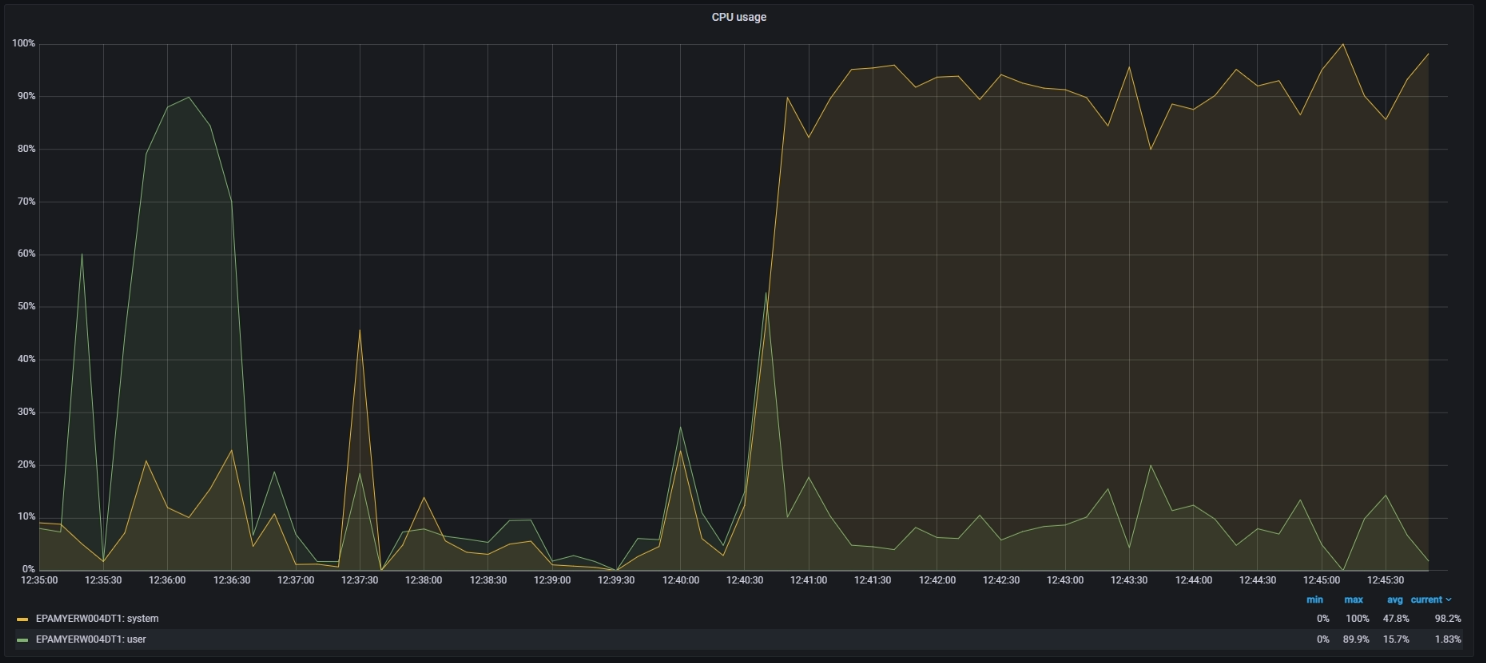 CPU usage
100%
90%
80%
70%
60%
50%
40%
30%
20%
10%
0%
12:35:00 12:35:30 12:36:00 12:36:30 12:37:00 12:37:30 12:38:00 12:38:30 12:39:00 12:39:30 12:40:00 12:40:30 12:41:00 12:41:30 12:42:00 12:42:30 12:43:00 12:43:30 12:44:00 12:44:30 12:45:00 12:45:30
min max avg current
EPAMYERW004DT1: system 0% 100% 47.8% 98.2%
EPAMYERW004DT1: user 0% 89.9% 15.7% 1.83%